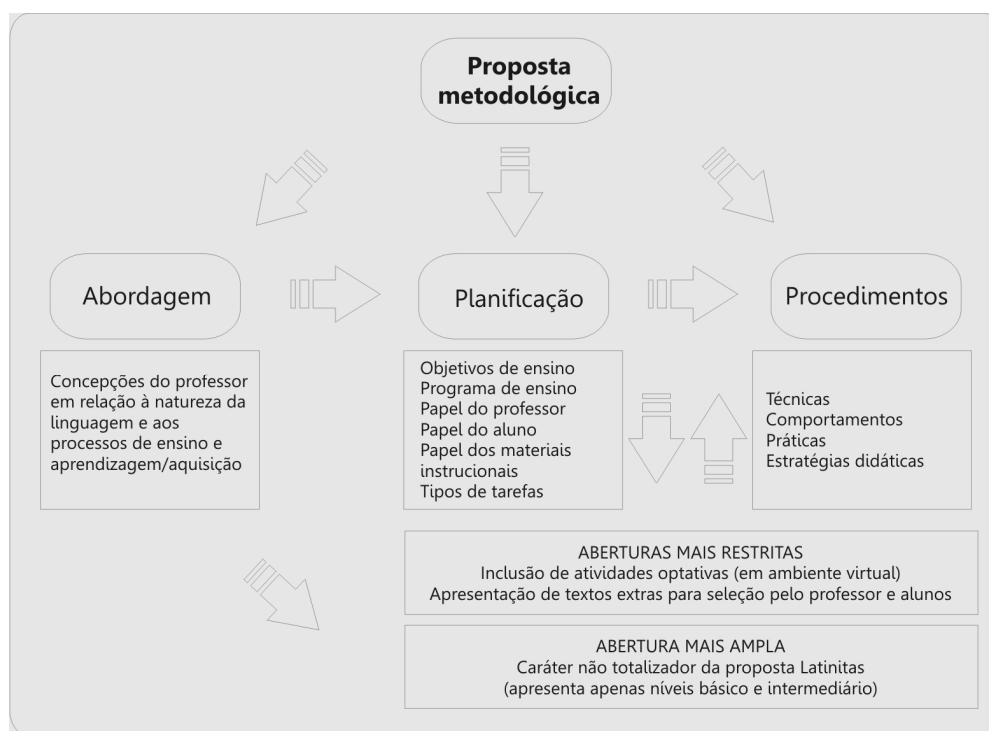 Proposta
metodológica
Abordagem
Planificação
Procedimentos
Concepções do professor
em relação à natureza da
linguagem e aos
processos de ensino e
aprendizagem/aquisição
Objetivos de ensino
Programa de ensino
Papel do professor
Papel do aluno
Papel dos materiais
instrucionais
Tipos de tarefas
Técnicas
Comportamentos
Práticas
Estratégias didáticas
ABERTURAS MAIS RESTRITAS
Inclusão de atividades optativas (em ambiente virtual)
Apresentação de textos extras para seleção pelo professor e alunos
ABERTURA MAIS AMPLA
Caráter não totalizador da proposta Latinitas
(apresenta apenas níveis básico e intermediário)